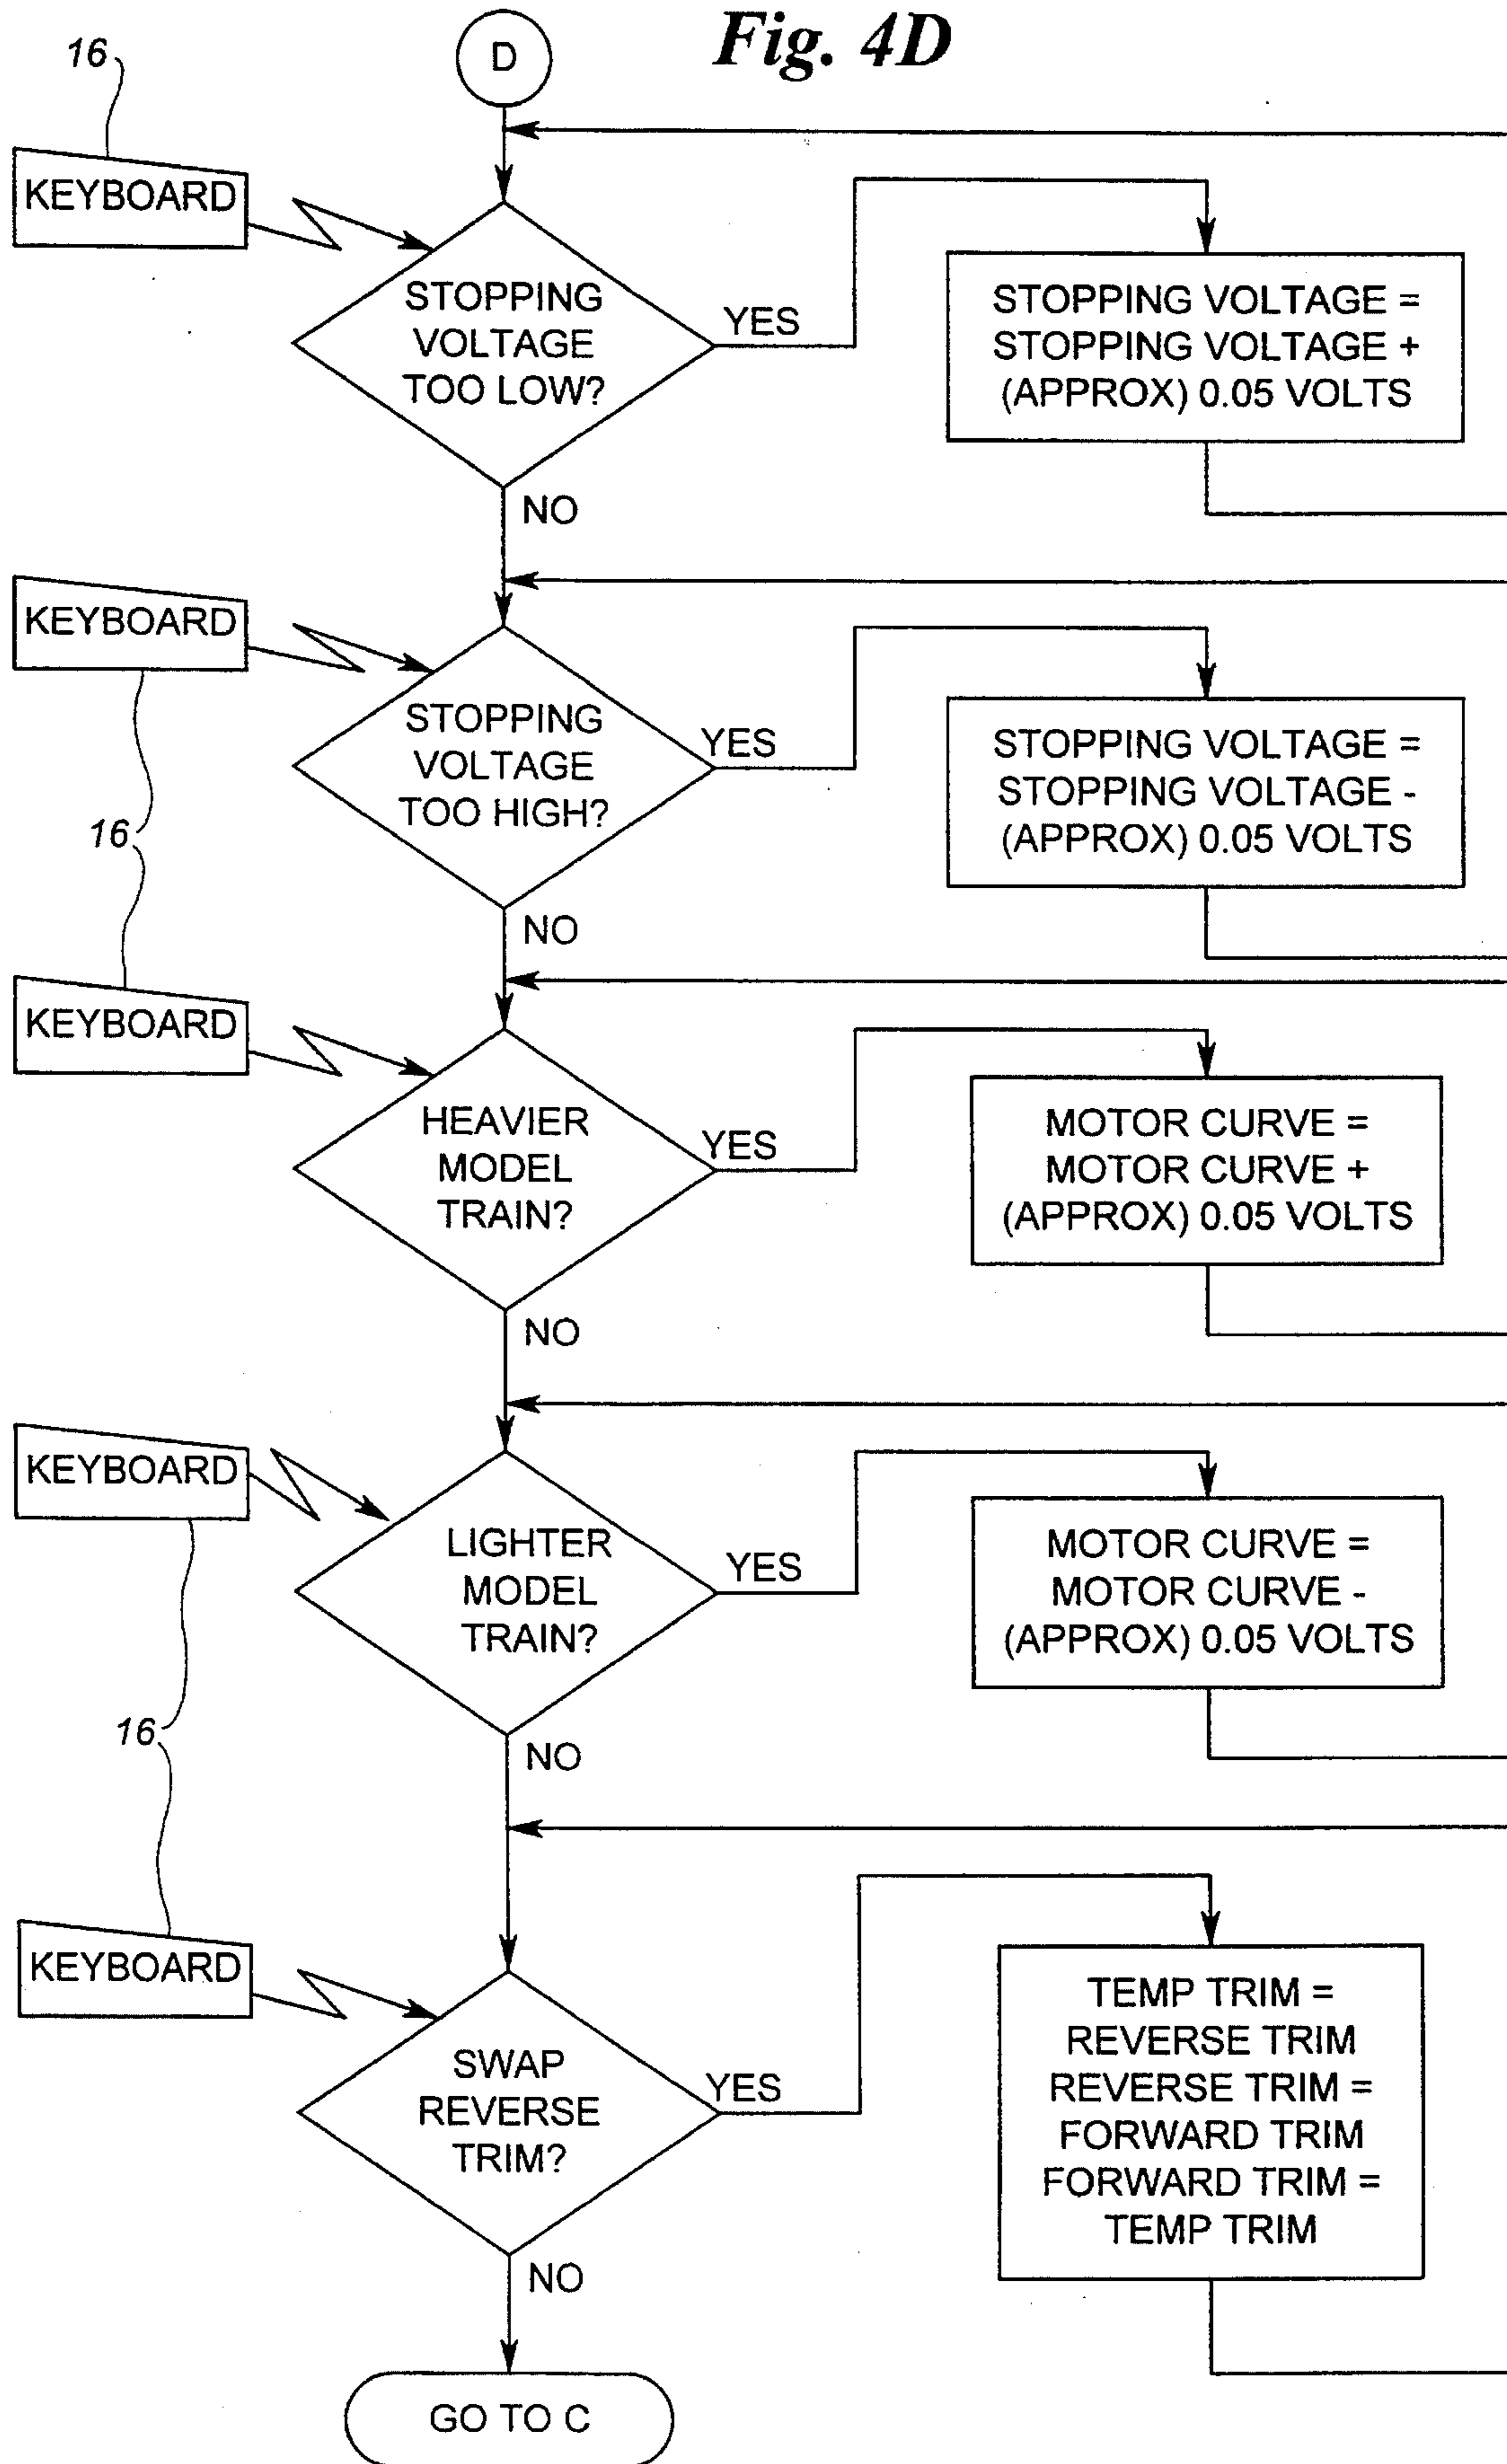 Fig. 4D
D
16
KEYBOARD
STOPPING
VOLTAGE
TOO LOW?
YES
STOPPING VOLTAGE =
STOPPING VOLTAGE +
(APPROX) 0.05 VOLTS
NO
KEYBOARD
STOPPING
VOLTAGE
TOO HIGH?
YES
STOPPING VOLTAGE =
STOPPING VOLTAGE -
(APPROX) 0.05 VOLTS
16
NO
KEYBOARD
HEAVIER
MODEL
TRAIN?
YES
MOTOR CURVE =
MOTOR CURVE +
(APPROX) 0.05 VOLTS
NO
KEYBOARD
LIGHTER
MODEL
TRAIN?
YES
MOTOR CURVE =
MOTOR CURVE -
(APPROX) 0.05 VOLTS
16
NO
KEYBOARD
SWAP
REVERSE
TRIM?
YES
TEMP TRIM =
REVERSE TRIM
REVERSE TRIM =
FORWARD TRIM
FORWARD TRIM =
TEMP TRIM
NO
GO TO C